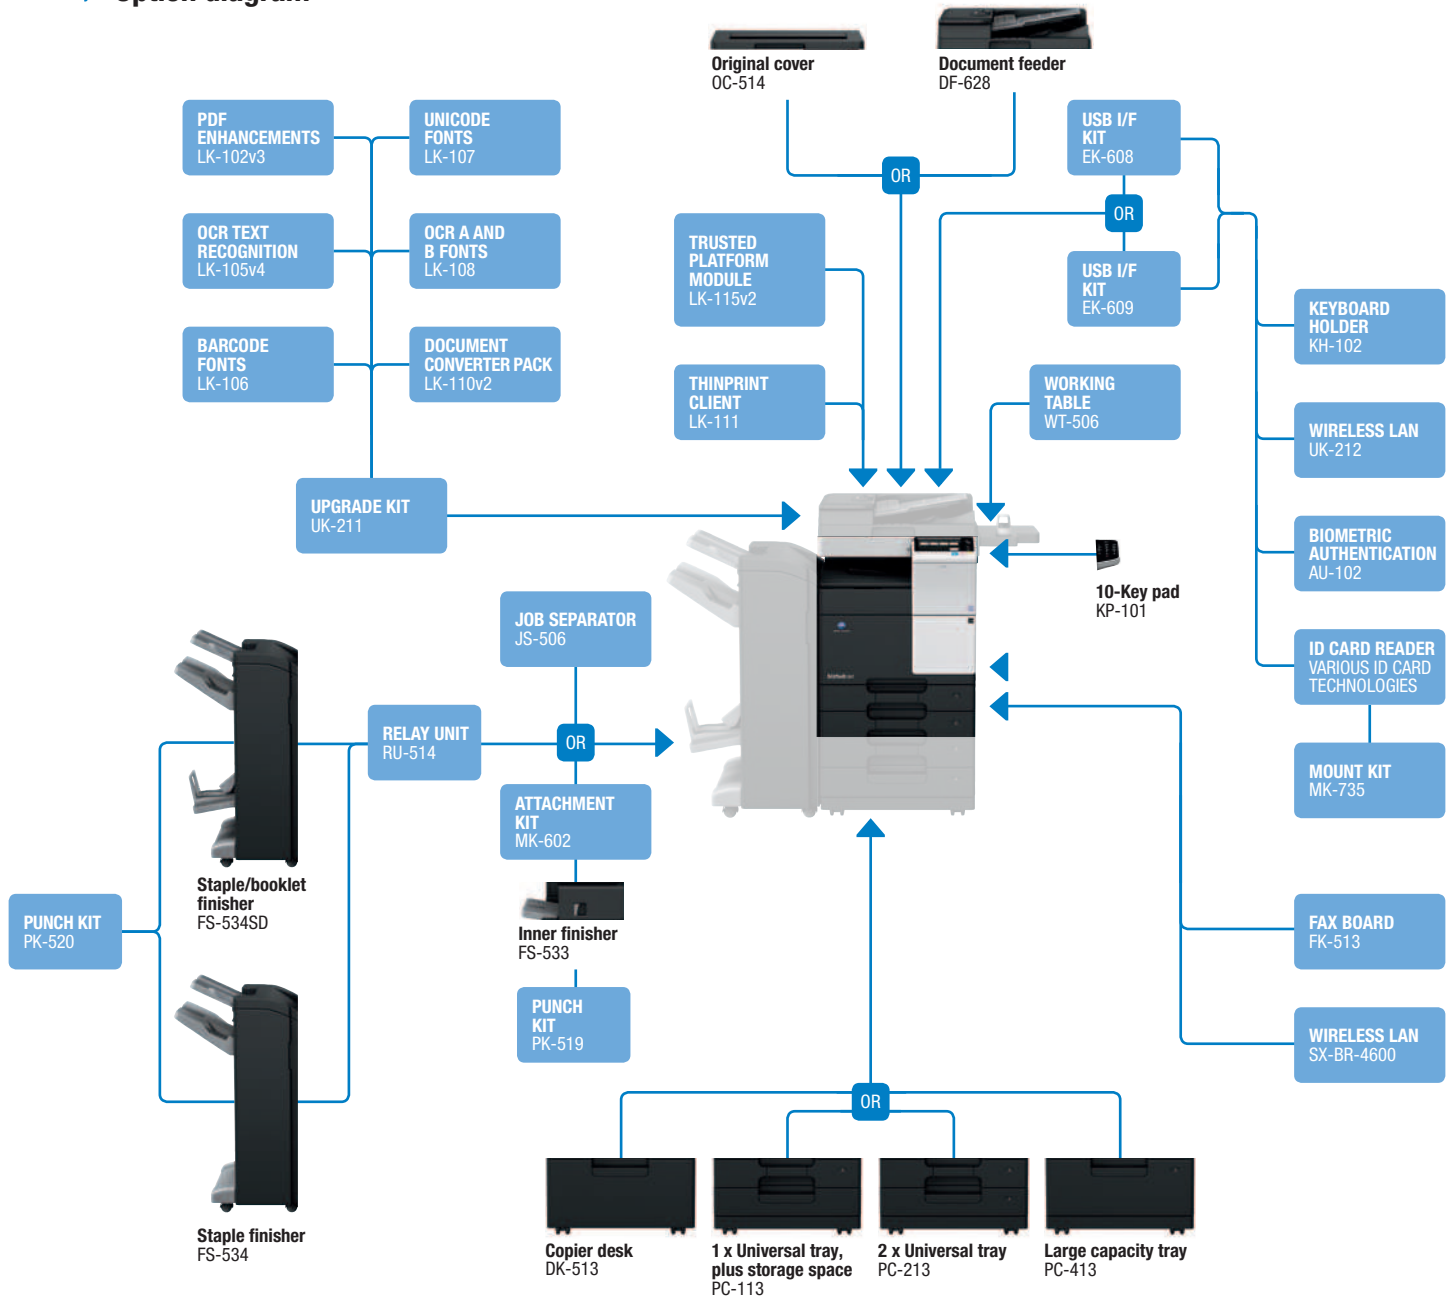 Option diagram
Original cover
OC-514
Document feeder
DF-628
PDF
ENHANCEMENTS
LK-102v3
UNICODE
FONTS
LK-107
USB I/F
KIT
EK-608
OR
OR
OCR TEXT
RECOGNITION
LK-105v4
OCR A AND
B FONTS
LK-108
TRUSTED
PLATFORM
MODULE
LK-115v2
USB I/F
KIT
EK-609
KEYBOARD
HOLDER
KH-102
BARCODE
FONTS
LK-106
DOCUMENT
CONVERTER PACK
LK-110v2
THINPRINT
CLIENT
LK-111
WORKING
TABLE
WT-506
WIRELESS LAN
UK-212
UPGRADE KIT
UK-211
BIOMETRIC
AUTHENTICATION
AU-102
10-Key pad
KP-101
JOB SEPARATOR
JS-506
ID CARD READER
VARIOUS ID CARD
TECHNOLOGIES
RELAY UNIT
RU-514
OR
MOUNT KIT
MK-735
ATTACHMENT
KIT
MK-602
Staple/booklet
finisher
FS-534SD
PUNCH KIT
PK-520
Inner finisher
FS-533
FAX BOARD
FK-513
PUNCH
KIT
PK-519
WIRELESS LAN
SX-BR-4600
OR
Staple finisher
FS-534
Copier desk
DK-513
1 x Universal tray,
plus storage space
PC-113
2 x Universal tray
PC-213
Large capacity tray
PC-413